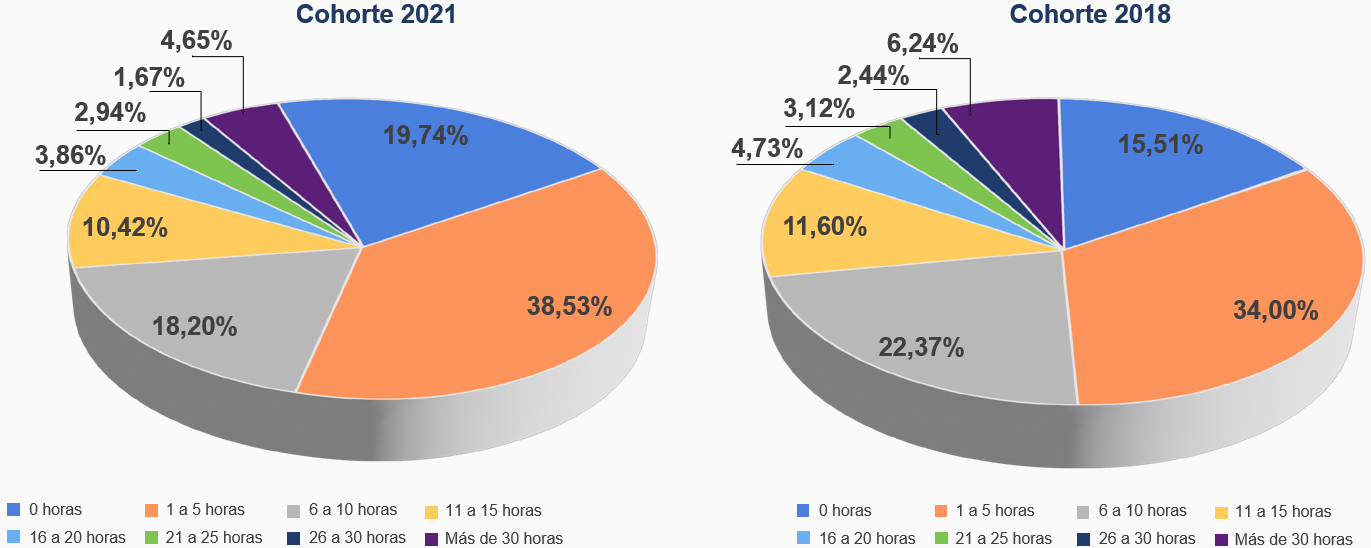 Cohorte 2021
4,65%
1,67%
2,94%
3,86%
19,74%
10,42%
38,53%
18,20%
0 horas
1 a 5 horas
6 a 10 horas
11 a 15 horas
16 a 20 horas
21 a 25 horas
26 a 30 horas
Más de 30 horas
Cohorte 2018
6,24%
2,44%
3,12%
4,73%
15,51%
11,60%
34,00%
22,37%
0 horas
1 a 5 horas
6 a 10 horas
11 a 15 horas
16 a 20 horas
21 a 25 horas
26 a 30 horas
Más de 30 horas